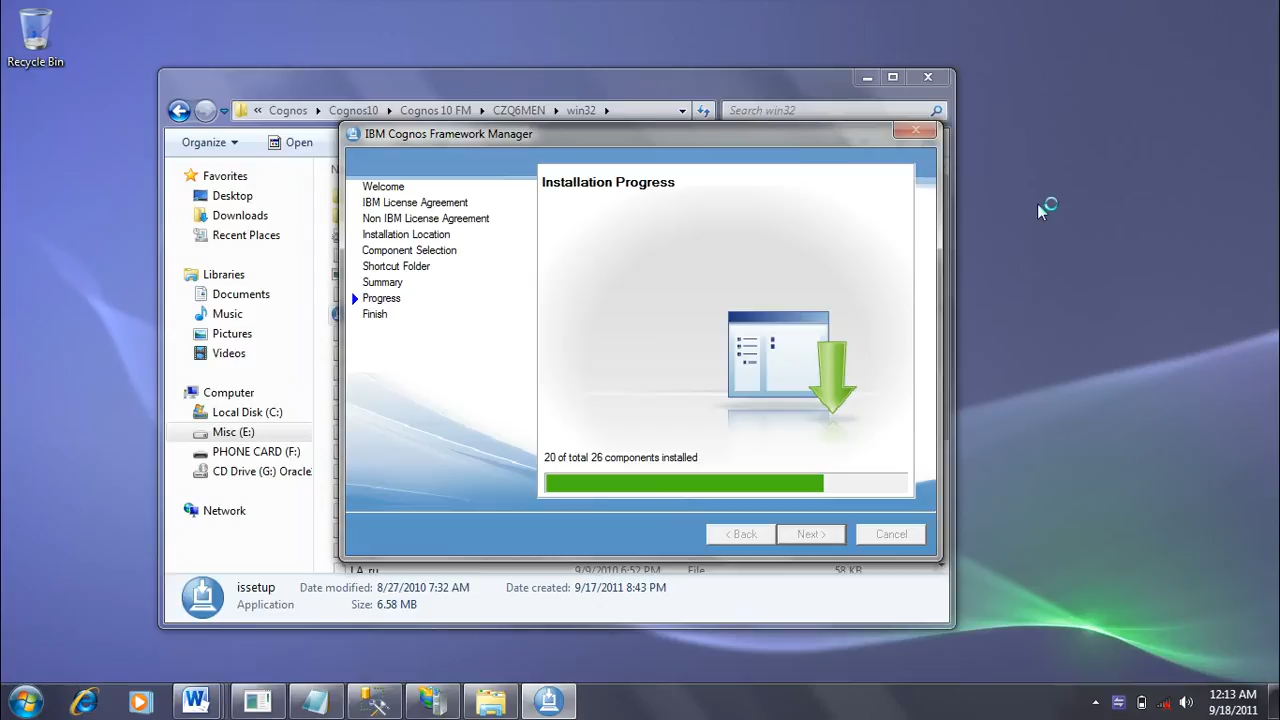 Recycle Bin
Cognos
Cognos10
Cognos 10 FM
CZQ6MEN
win32
Search win32
Organize
Open
IBM Cognos Framework Manager
Favorites
Desktop
Downloads
Recent Places
Libraries
Documents
Music
Pictures
Videos
Computer
Local Disk (C:)
Misc (E:)
PHONE CARD (F:)
CD Drive (G:) Oracle
Network
Welcome
IBM License Agreement
Non IBM License Agreement
Installation Location
Component Selection
Shortcut Folder
Summary
Progress
Finish
Installation Progress
20 of total 26 components installed
< Back
Next >
Cancel
9/9/2010 6:52 PM
File
58 KB
issetup
Date modified: 8/27/2010 7:32 AM
Date created: 9/17/2011 8:43 PM
Application
Size: 6.58 MB
12:13 AM
9/18/2011